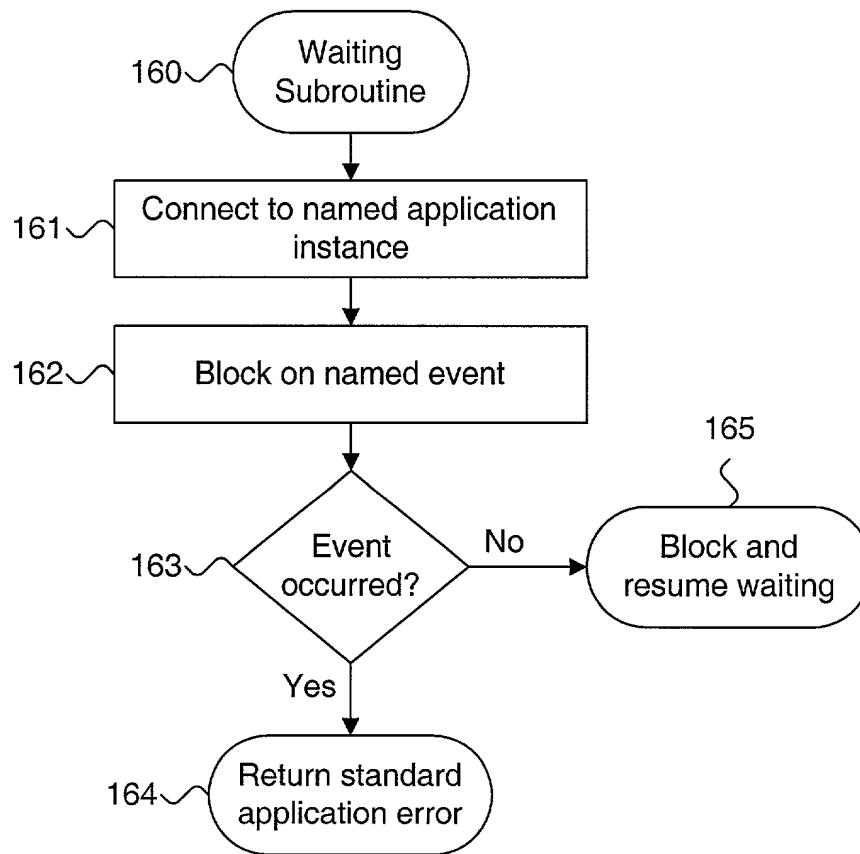 160
Waiting
Subroutine
161
Connect to named application
instance
162
Block on named event
163
Event
occurred?
No
165
Block and
resume waiting
Yes
164
Return standard
application error